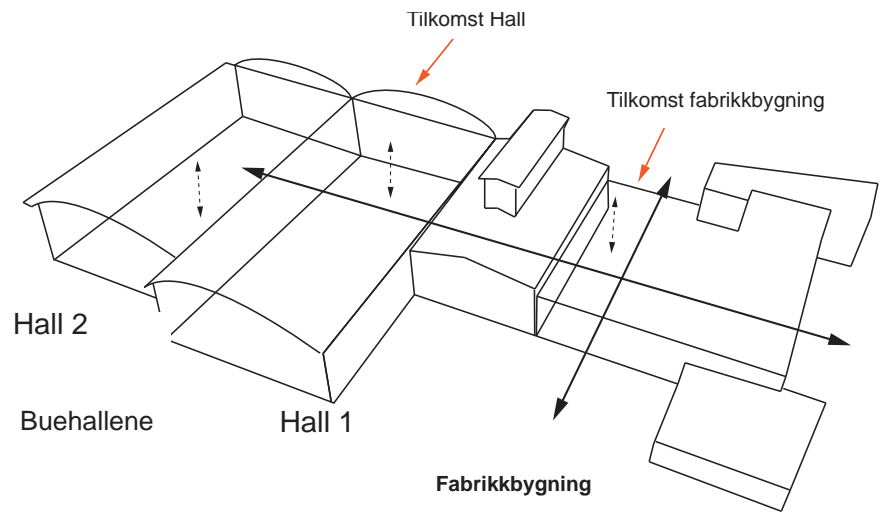 Tilkomst Hall
Tilkomst fabrikkbygning
Hall 2
Buehallene
Hall 1
Fabrikkbygning